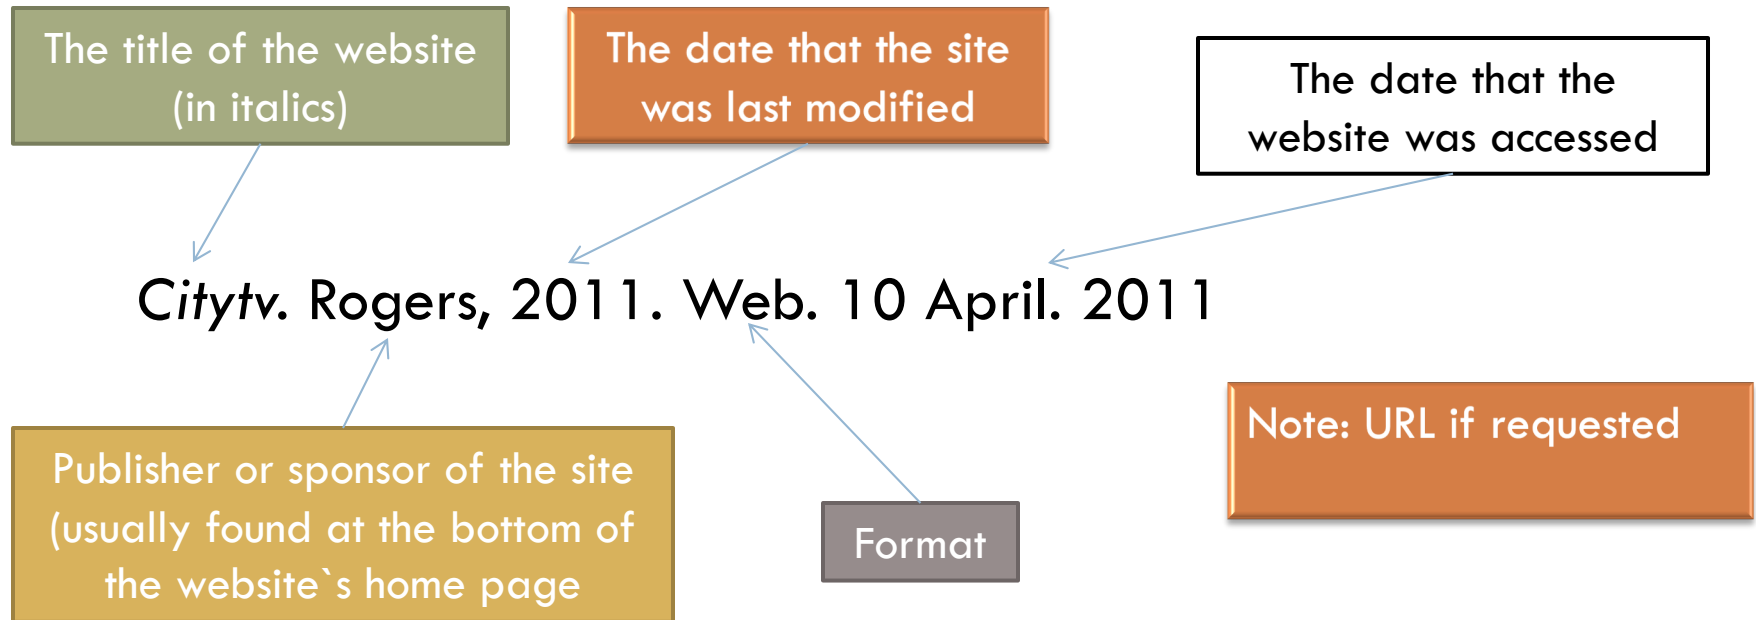 The title of the website
(in italics)
The date that the site
was last modified
The date that the
website was accessed
Citytv. Rogers, 2011. Web. 10 April. 2011
Publisher or sponsor of the site
(usually found at the bottom of
the website`s home page
Format
Note: URL if requested